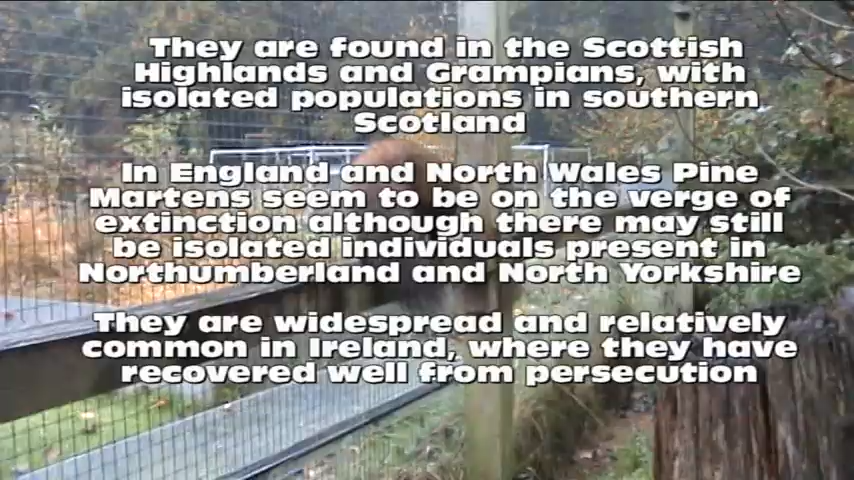 They are found in the Scottish
Highlands and Grampians, with
isolated populations in southern
Scotland
In England and North Wales Pine
Martens seem to be on the verge of
extinction although there may still
be isolated individuals present in
Northumberland and North Yorkshire
They are widespread and relatively
common in Ireland, where they have
recovered well from persecution